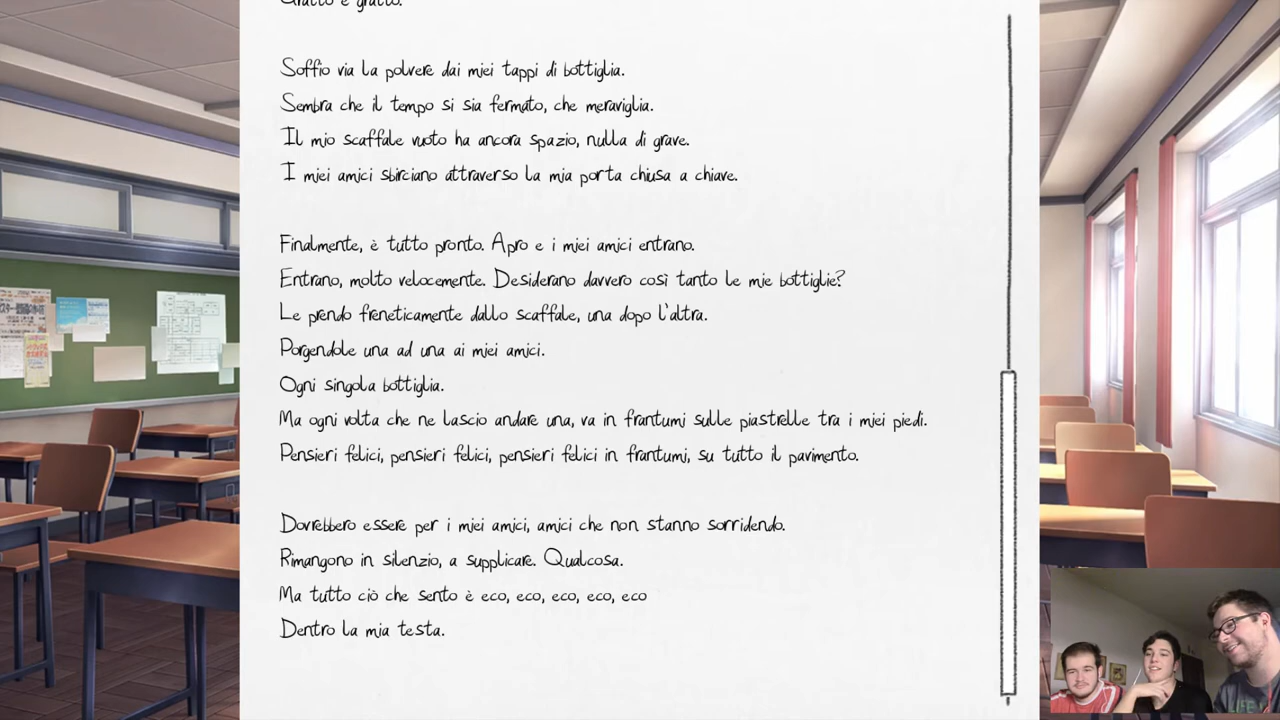 Gratto e gratto.
Soffio via la polvere dai miei tappi di bottiglia.
Sembra che il tempo si sia fermato, che meraviglia.
Il mio scaffale vuoto ha ancora spazio, nulla di grave.
I miei amici sbirciano attraverso la mia porta chiusa a chiave.
Finalmente, è tutto pronto. Apro e i miei amici entrano.
Entrano, molto velocemente. Desiderano davvero così tanto le mie bottiglie?
Le prendo freneticamente dallo scaffale, una dopo l'altra.
Porgendole una ad una ai miei amici.
Ogni singola bottiglia.
Ma ogni volta che ne lascio andare una, va in frantumi sulle piastrelle tra i miei piedi.
Pensieri felici, pensieri felici, pensieri felici in frantumi, su tutto il pavimento.
Dovrebbero essere per i miei amici, amici che non stanno sorridendo.
Rimangono in silenzio, a supplicare. Qualcosa.
Ma tutto ciò che sento è eco, eco, eco, eco, eco
Dentro la mia testa.